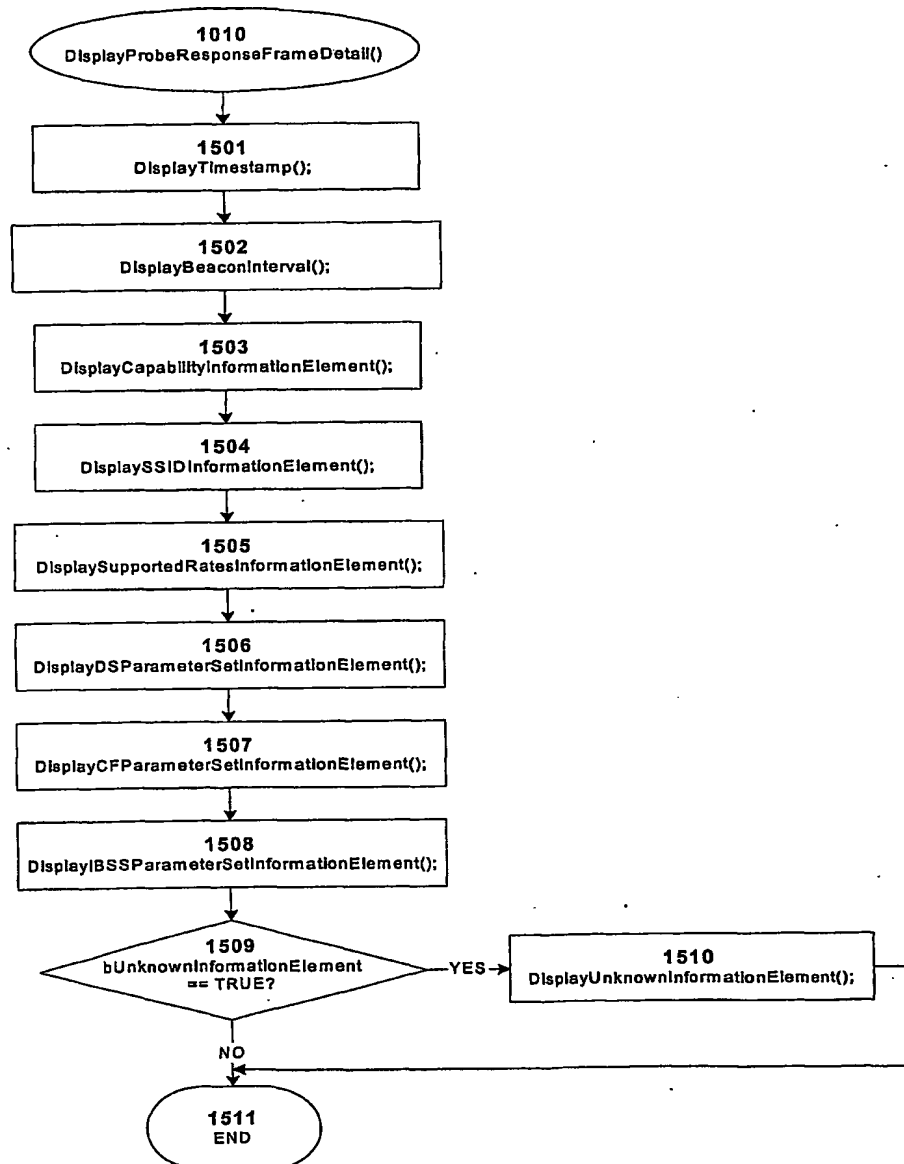 1010
DisplayProbeResponseFrameDetail()
1501
DisplayTimestamp();
1502
DisplayBeaconInterval();
1503
DisplayCapabilityInformationElement();
1504
DisplaySSIDInformationElement();
1505
DisplaySupportedRatesInformationElement();
1506
DisplayDSParameterSetInformationElement();
1507
DisplayCFParameterSetInformationElement();
1508
DisplayIBSSParameterSetInformationElement();
1509
bUnknownInformationElement
== TRUE?
YES
1510
DisplayUnknownInformationElement();
NO
1511
END